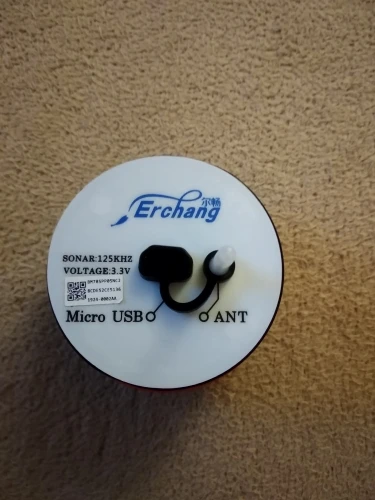 尔畅
Erchang
SONAR:125KHZ
VOLTAGE:3.3V
Micro USB
ANT